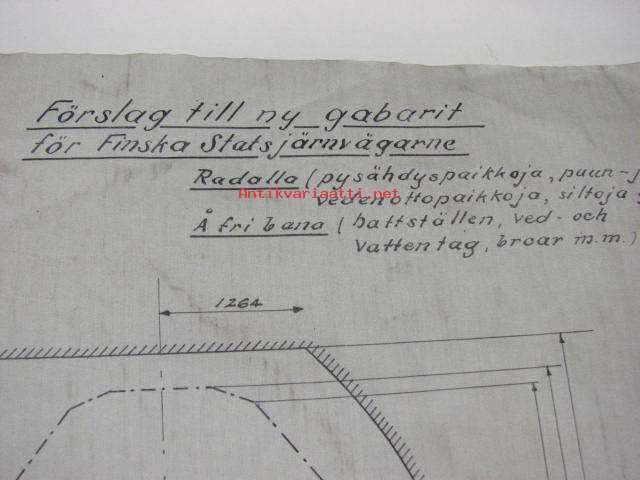 Förslag till ny gabarit
för Finska Statsjärnvägarne
Radalla (pysähdyspaikkoja, puun-
Antikvariaatti.net
vedenottopaikkoja, siltoja
Å fri bana (hattställen, ved- och
vattentag, broar m.m.)
1264